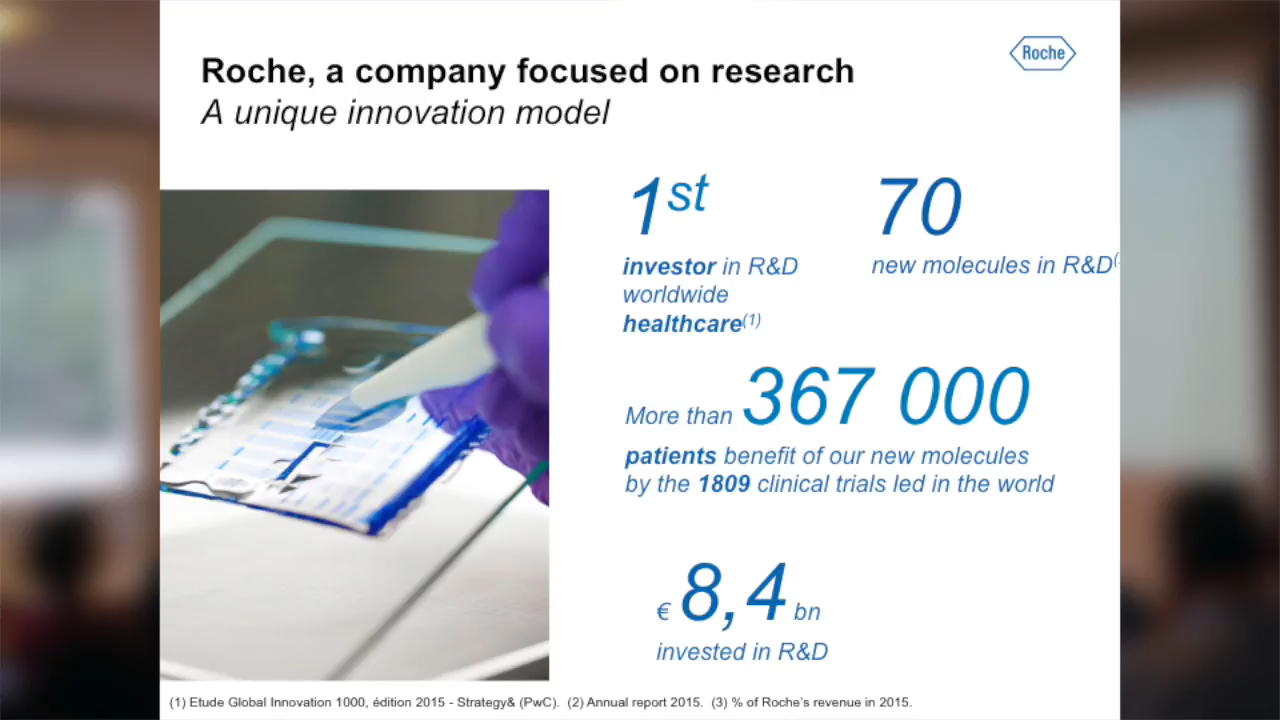 Roche, a company focused on research
A unique innovation model
Roche
1st
investor in R&D
worldwide
healthcare(1)
70
new molecules in R&D(
More than 367 000
patients benefit of our new molecules
by the 1809 clinical trials led in the world
€ 8,4 bn
invested in R&D
(1) Etude Global Innovation 1000, édition 2015 - Strategy& (PwC). (2) Annual report 2015. (3) % of Roche's revenue in 2015.